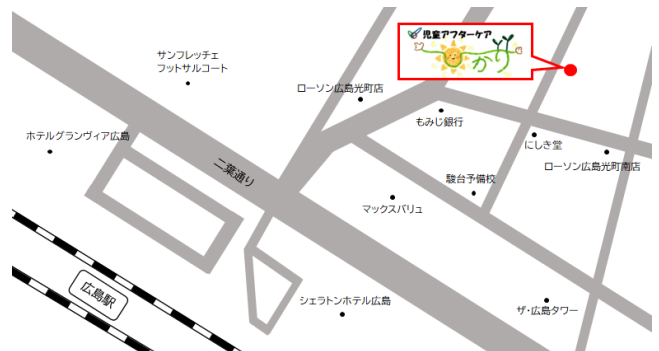 児童アフターケア
かり
サンフレッチェ
フットサルコート
ローソン広島光町店
もみじ銀行
ホテルグランヴィア広島
にしき堂
ローソン広島光町南店
二葉通り
駿台予備校
マックスバリュ
広島駅
シェラトンホテル広島
ザ・広島タワー